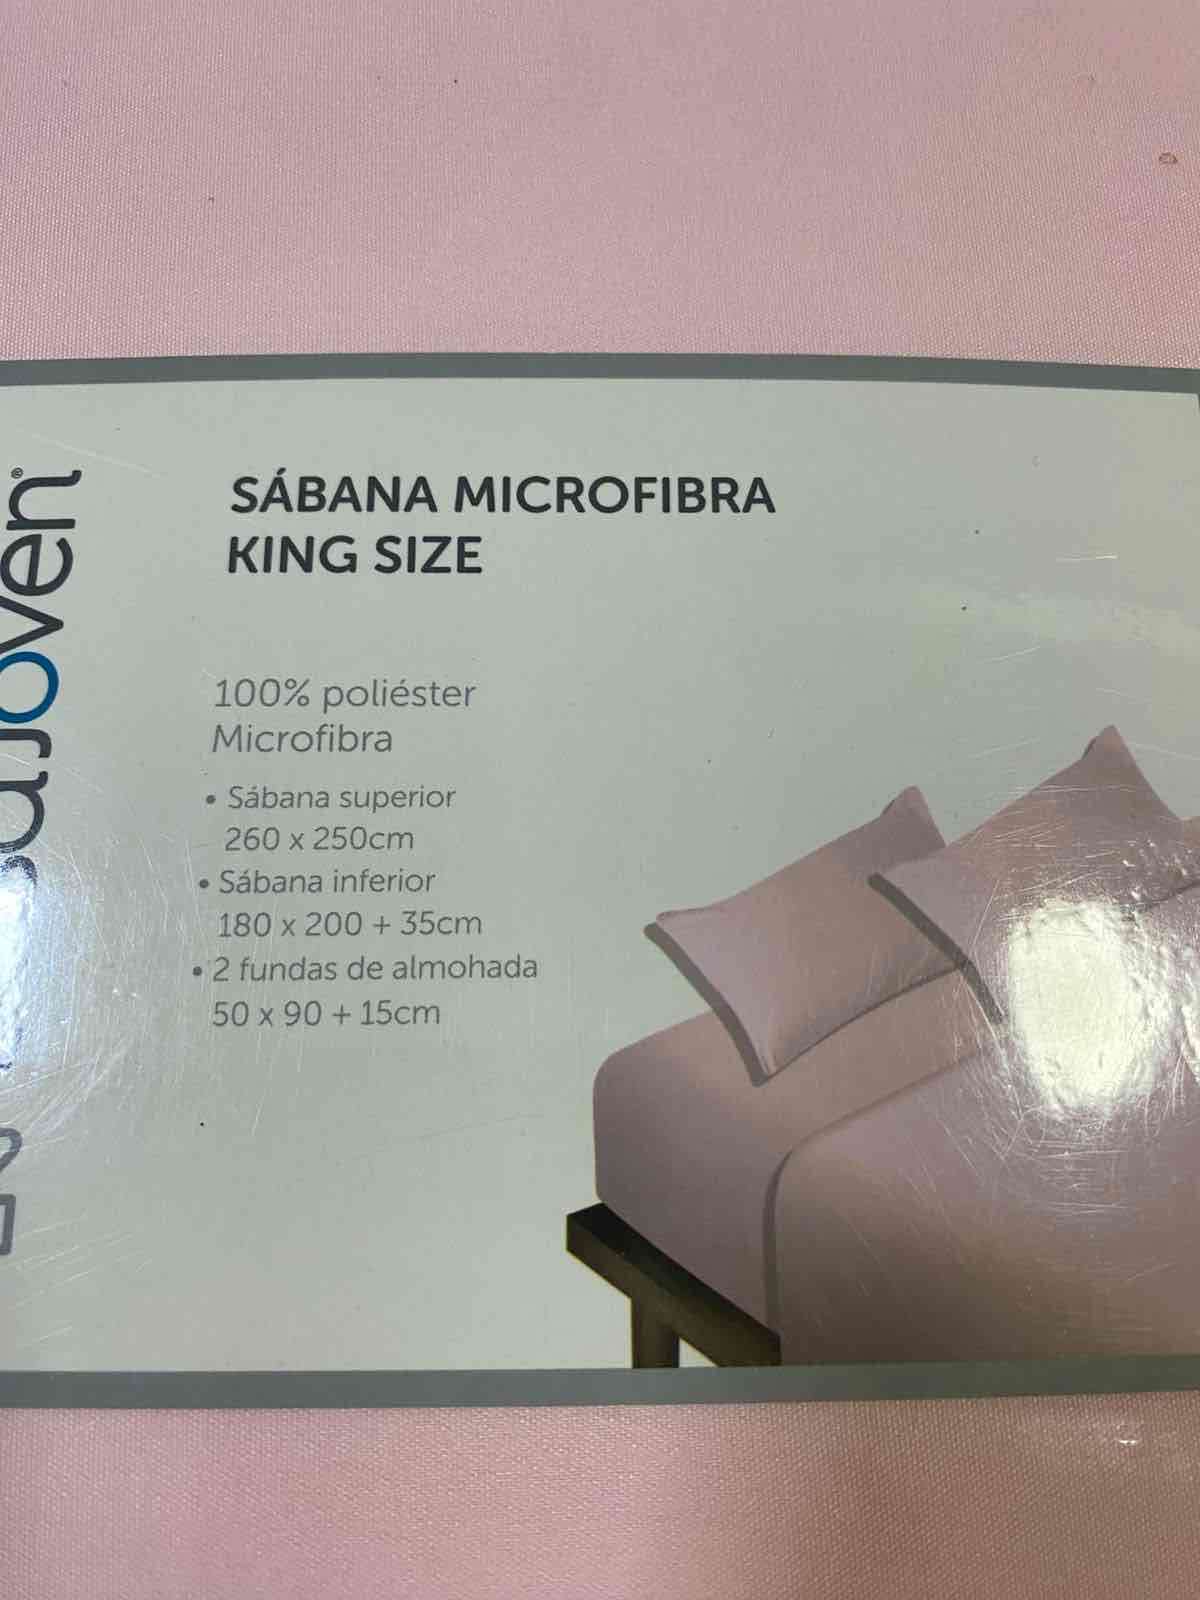 SÁBANA MICROFIBRA
KING SIZE
100% poliéster
Microfibra
• Sábana superior
260 x 250cm
• Sábana inferior
180 x 200 + 35cm
• 2 fundas de almohada
50 x 90 + 15cm